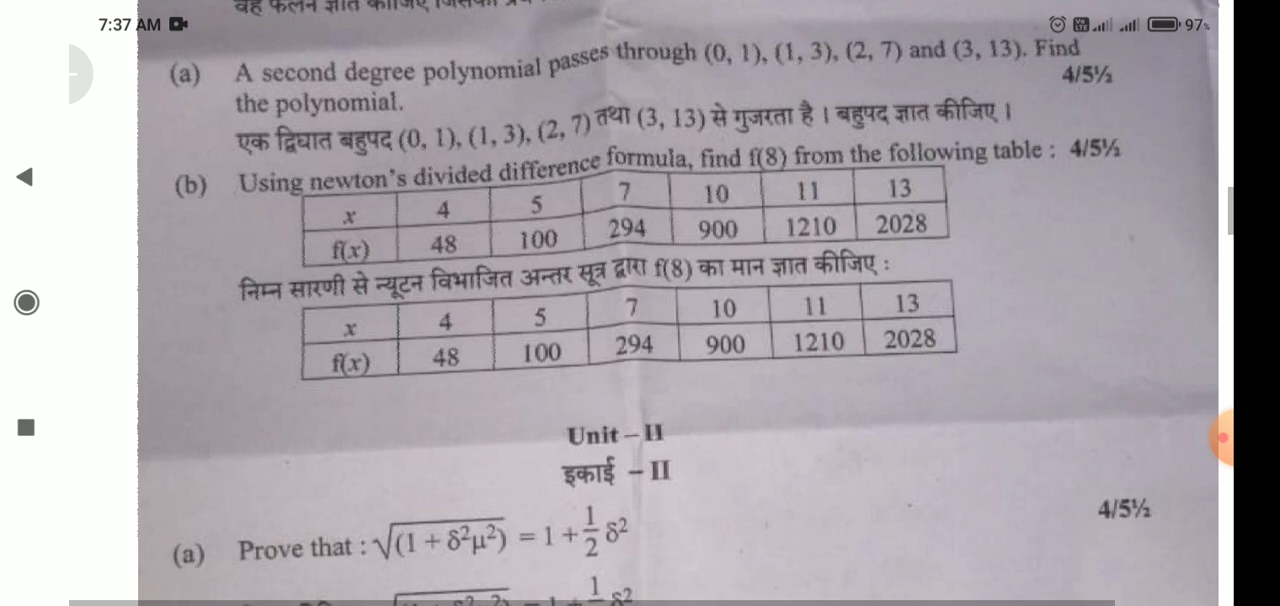 वह फलन ज्ञात कीजिए जिसका
7:37 AM 97%
(a) A second degree polynomial passes through (0, 1), (1, 3), (2, 7) and (3, 13). Find
the polynomial. 4/5½
एक द्विघात बहुपद (0, 1), (1, 3), (2, 7) तथा (3, 13) से गुजरता है । बहुपद ज्ञात कीजिए ।
(b) Using newton's divided difference formula, find f(8) from the following table : 4/5½
x 4 5 7 10 11 13
f(x) 48 100 294 900 1210 2028
निम्न सारणी से न्यूटन विभाजित अन्तर सूत्र द्वारा f(8) का मान ज्ञात कीजिए :
x 4 5 7 10 11 13
f(x) 48 100 294 900 1210 2028
Unit – II
इकाई – II
4/5½
(a) Prove that : √(1 + δ²μ²) = 1 + 1/2 δ²